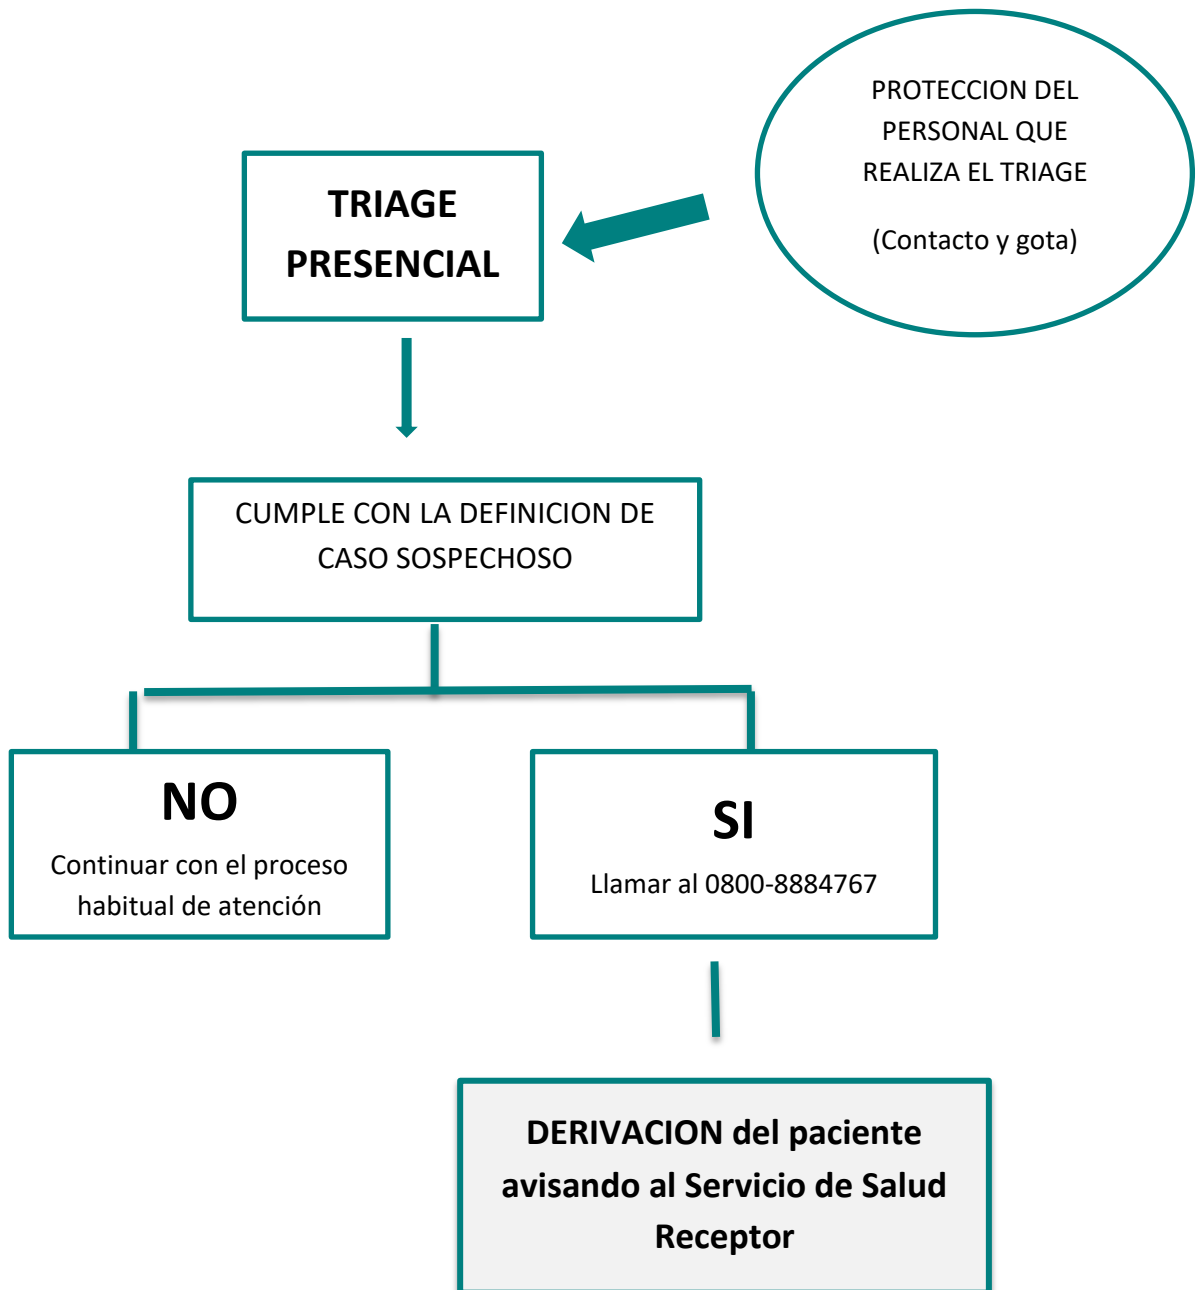 PROTECCION DEL
PERSONAL QUE
REALIZA EL TRIAGE
(Contacto y gota)
TRIAGE
PRESENCIAL
CUMPLE CON LA DEFINICION DE
CASO SOSPECHOSO
NO
Continuar con el proceso
habitual de atención
SI
Llamar al 0800-8884767
DERIVACION del paciente
avisando al Servicio de Salud
Receptor